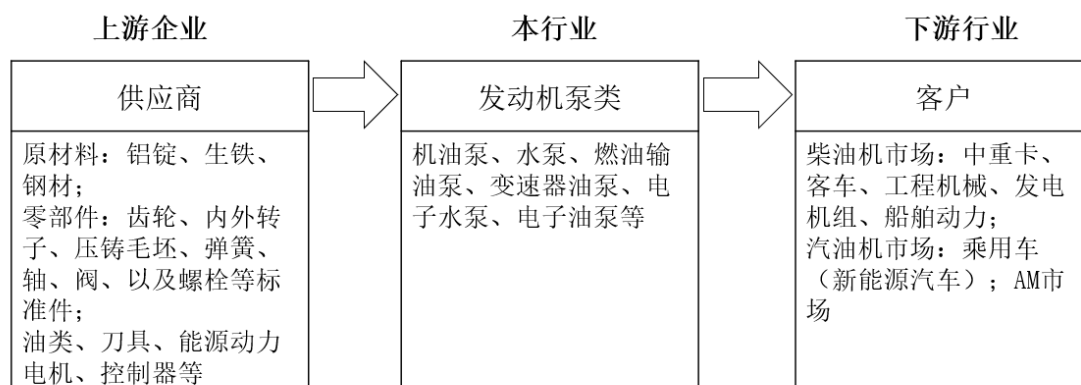 上游企业
本行业
下游行业
供应商
发动机泵类
客户
原材料：铝锭、生铁、
钢材；
零部件：齿轮、内外转
子、压铸毛坯、弹簧、
轴、阀、以及螺栓等标
准件；
油类、刀具、能源动力
电机、控制器等
机油泵、水泵、燃油输
油泵、变速器油泵、电
子水泵、电子油泵等
柴油机市场：中重卡、
客车、工程机械、发电
机组、船舶动力；
汽油机市场：乘用车
（新能源汽车）；AM市
场